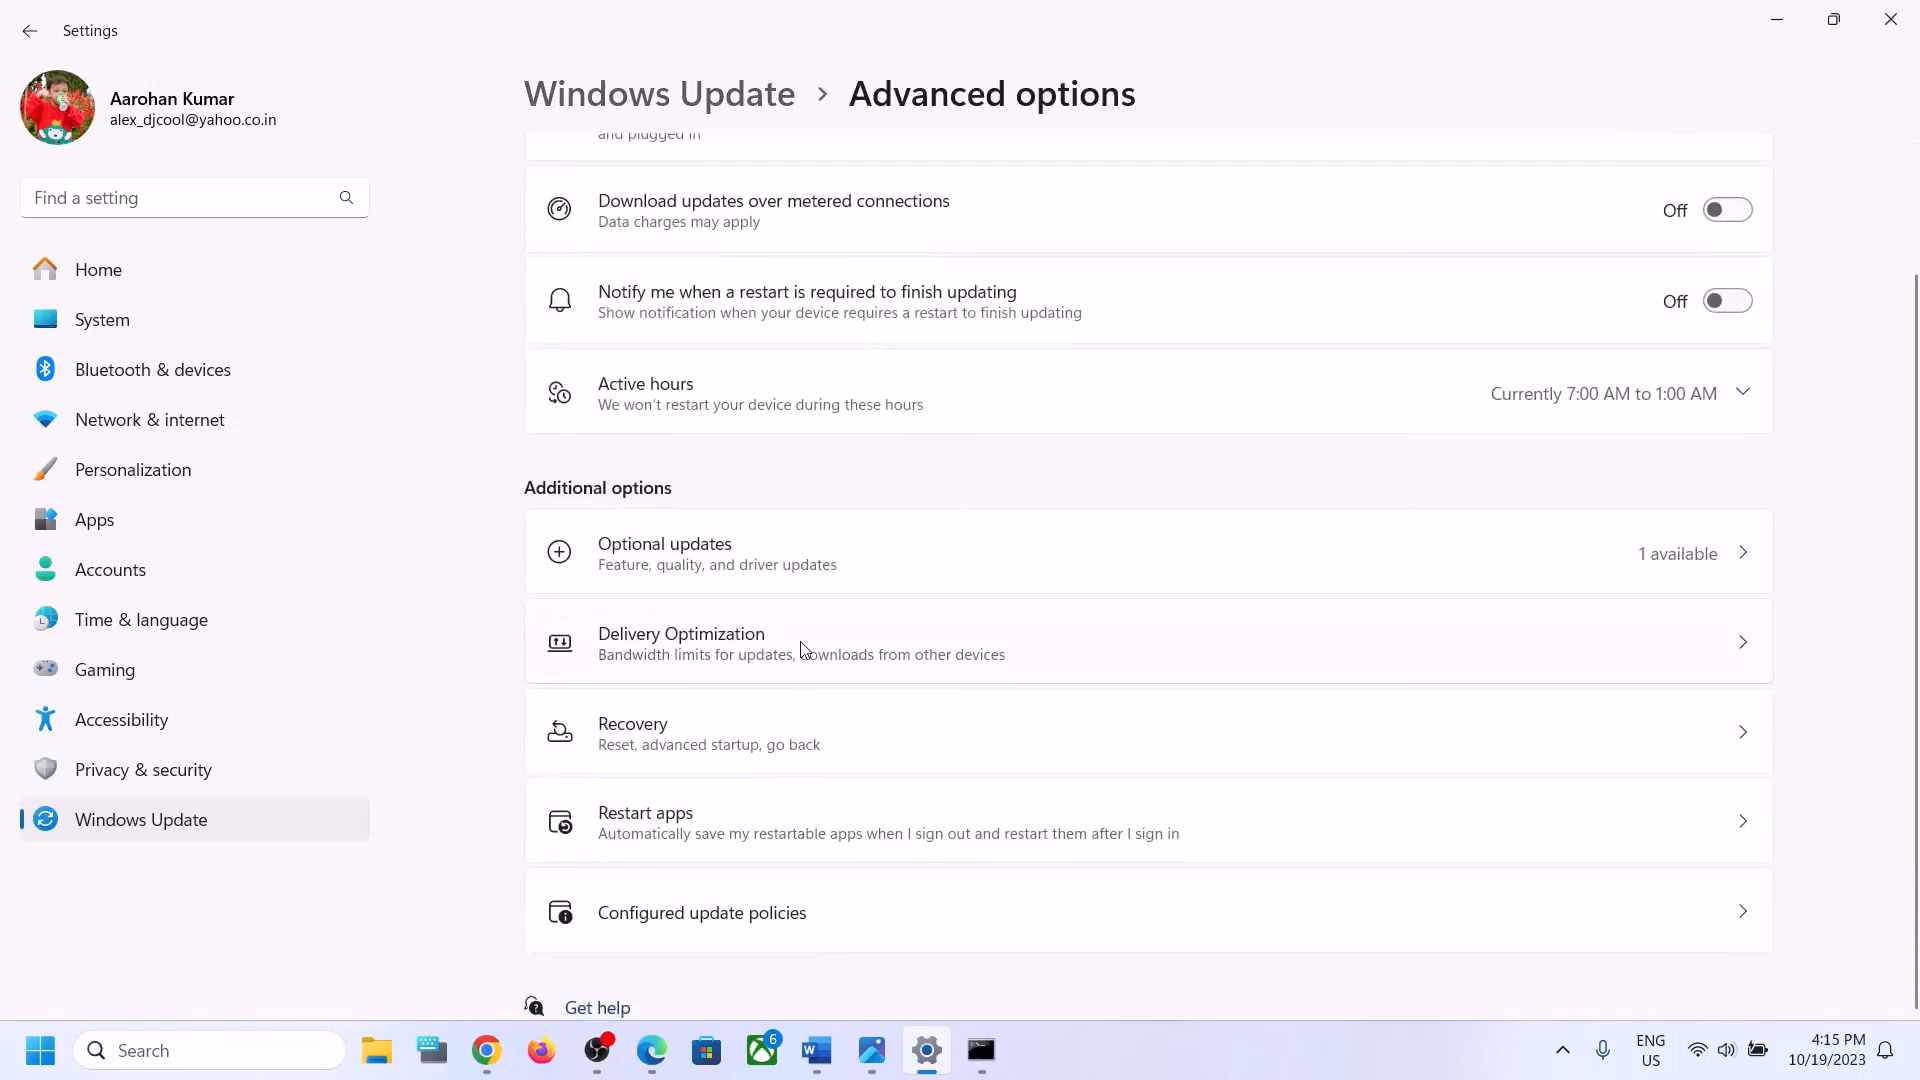 Settings
Aarohan Kumar
alex_djcool@yahoo.co.in
Find a setting
Home
System
Bluetooth & devices
Network & internet
Personalization
Apps
Accounts
Time & language
Gaming
Accessibility
Privacy & security
Windows Update
Windows Update > Advanced options
and plugged in
Download updates over metered connections
Data charges may apply
Off
Notify me when a restart is required to finish updating
Show notification when your device requires a restart to finish updating
Off
Active hours
We won't restart your device during these hours
Currently 7:00 AM to 1:00 AM
Additional options
Optional updates
Feature, quality, and driver updates
1 available
Delivery Optimization
Bandwidth limits for updates, downloads from other devices
Recovery
Reset, advanced startup, go back
Restart apps
Automatically save my restartable apps when I sign out and restart them after I sign in
Configured update policies
Get help
Search
6
ENG
US
4:15 PM
10/19/2023